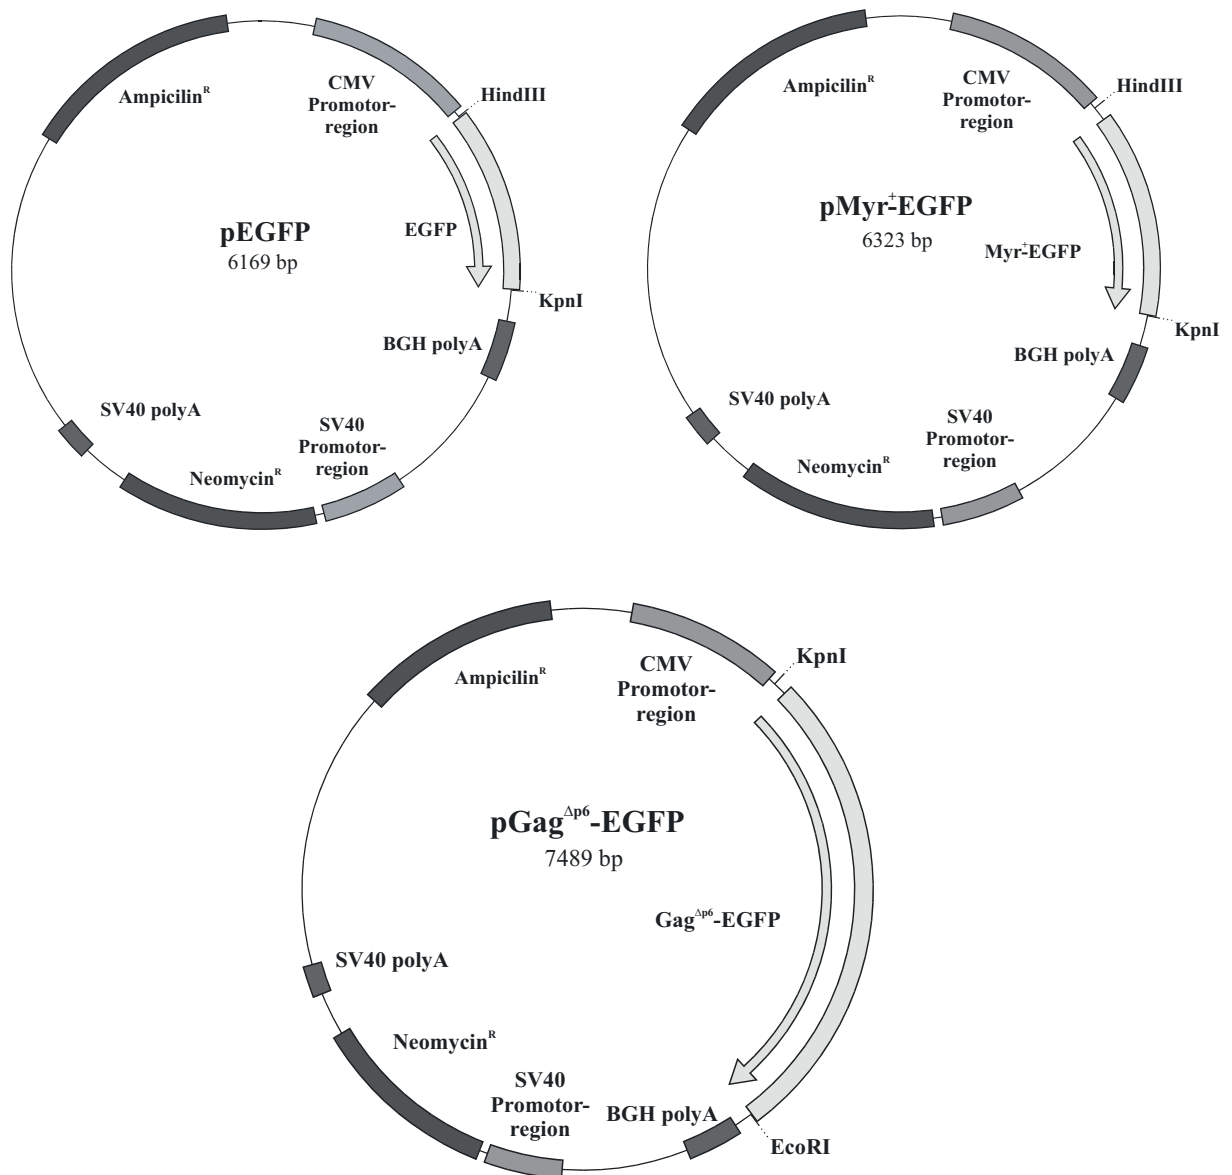 Ampicilin^R
CMV
Promotor-
region
HindIII
pEGFP
6169 bp
EGFP
KpnI
BGH polyA
SV40 polyA
SV40
Promotor-
region
Neomycin^R
Ampicilin^R
CMV
Promotor-
region
HindIII
pMyr⁺-EGFP
6323 bp
Myr⁺-EGFP
KpnI
BGH polyA
SV40 polyA
SV40
Promotor-
region
Neomycin^R
Ampicilin^R
CMV
Promotor-
region
KpnI
pGag^Δp6-EGFP
7489 bp
Gag^Δp6-EGFP
SV40 polyA
Neomycin^R
SV40
Promotor-
region
BGH polyA
EcoRI